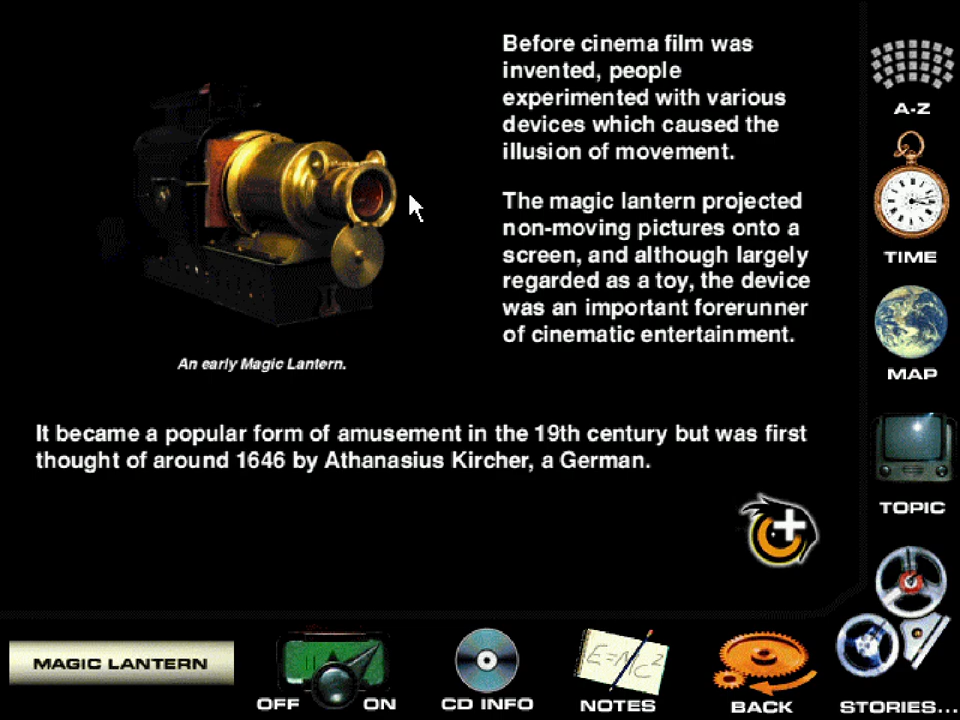 Before cinema film was
invented, people
experimented with various
devices which caused the
illusion of movement.
The magic lantern projected
non-moving pictures onto a
screen, and although largely
regarded as a toy, the device
was an important forerunner
of cinematic entertainment.
An early Magic Lantern.
It became a popular form of amusement in the 19th century but was first
thought of around 1646 by Athanasius Kircher, a German.
A-Z
TIME
MAP
TOPIC
STORIES...
MAGIC LANTERN
OFF
ON
CD INFO
E=MC²
NOTES
BACK